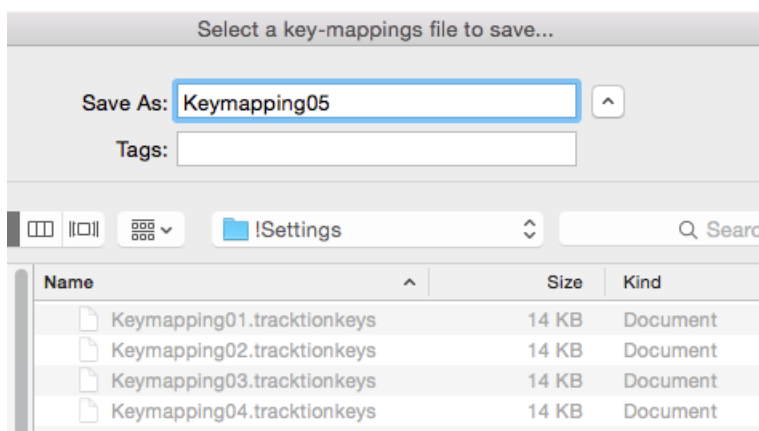 Select a key-mappings file to save...
Save As: Keymapping05
Tags:
!Settings
Name Size Kind
Keymapping01.tracktionkeys 14 KB Document
Keymapping02.tracktionkeys 14 KB Document
Keymapping03.tracktionkeys 14 KB Document
Keymapping04.tracktionkeys 14 KB Document